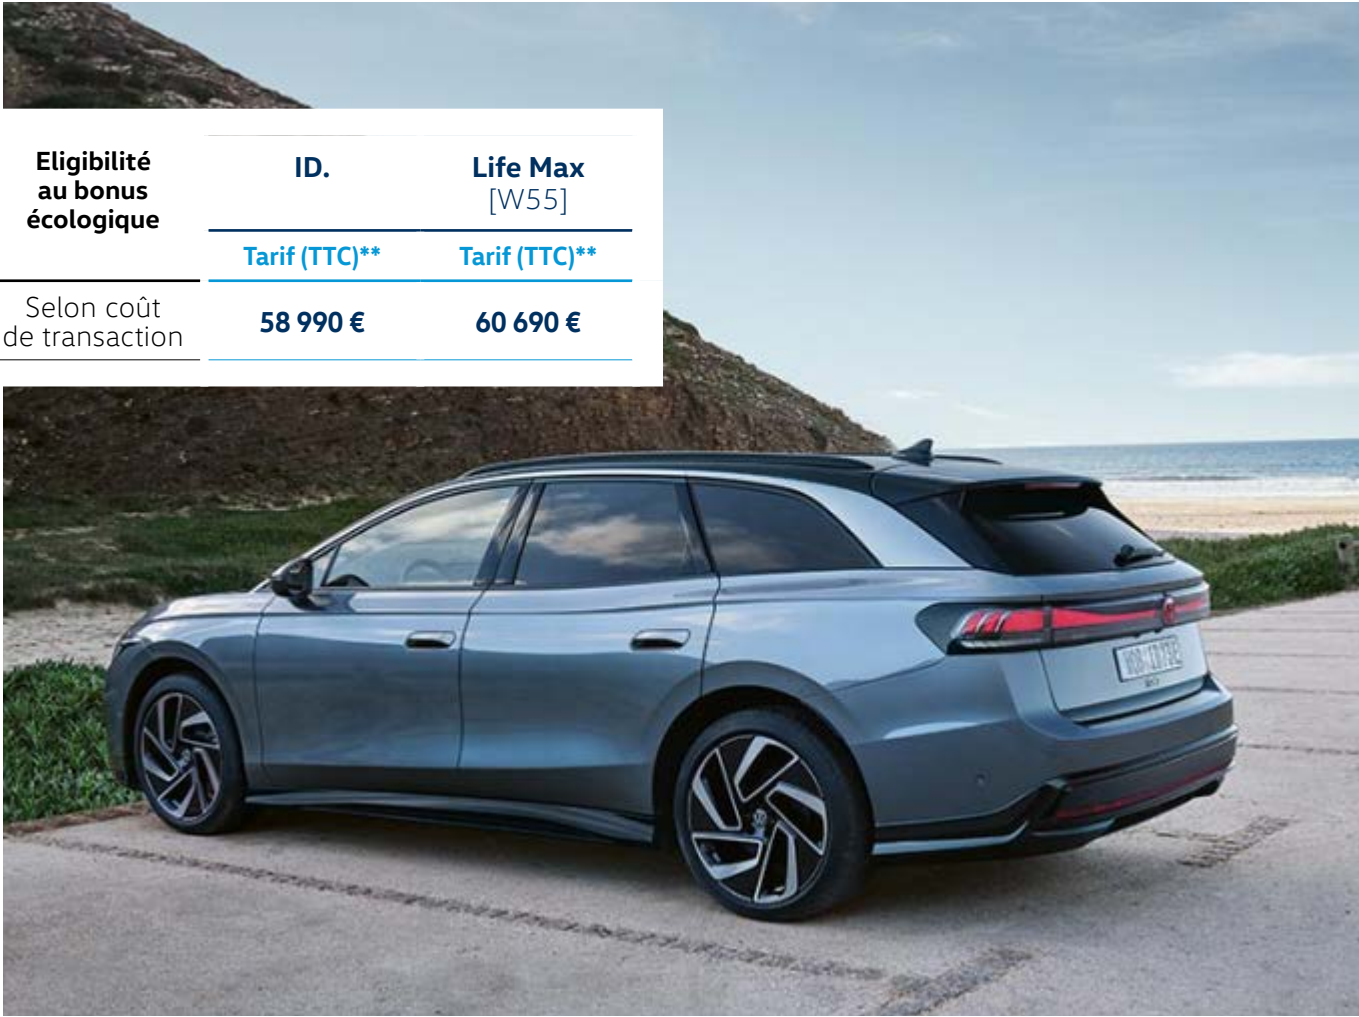 Eligibilité
au bonus
écologique
ID.
Life Max
[W55]
Tarif (TTC)**
Tarif (TTC)**
Selon coût
de transaction
58 990 €
60 690 €